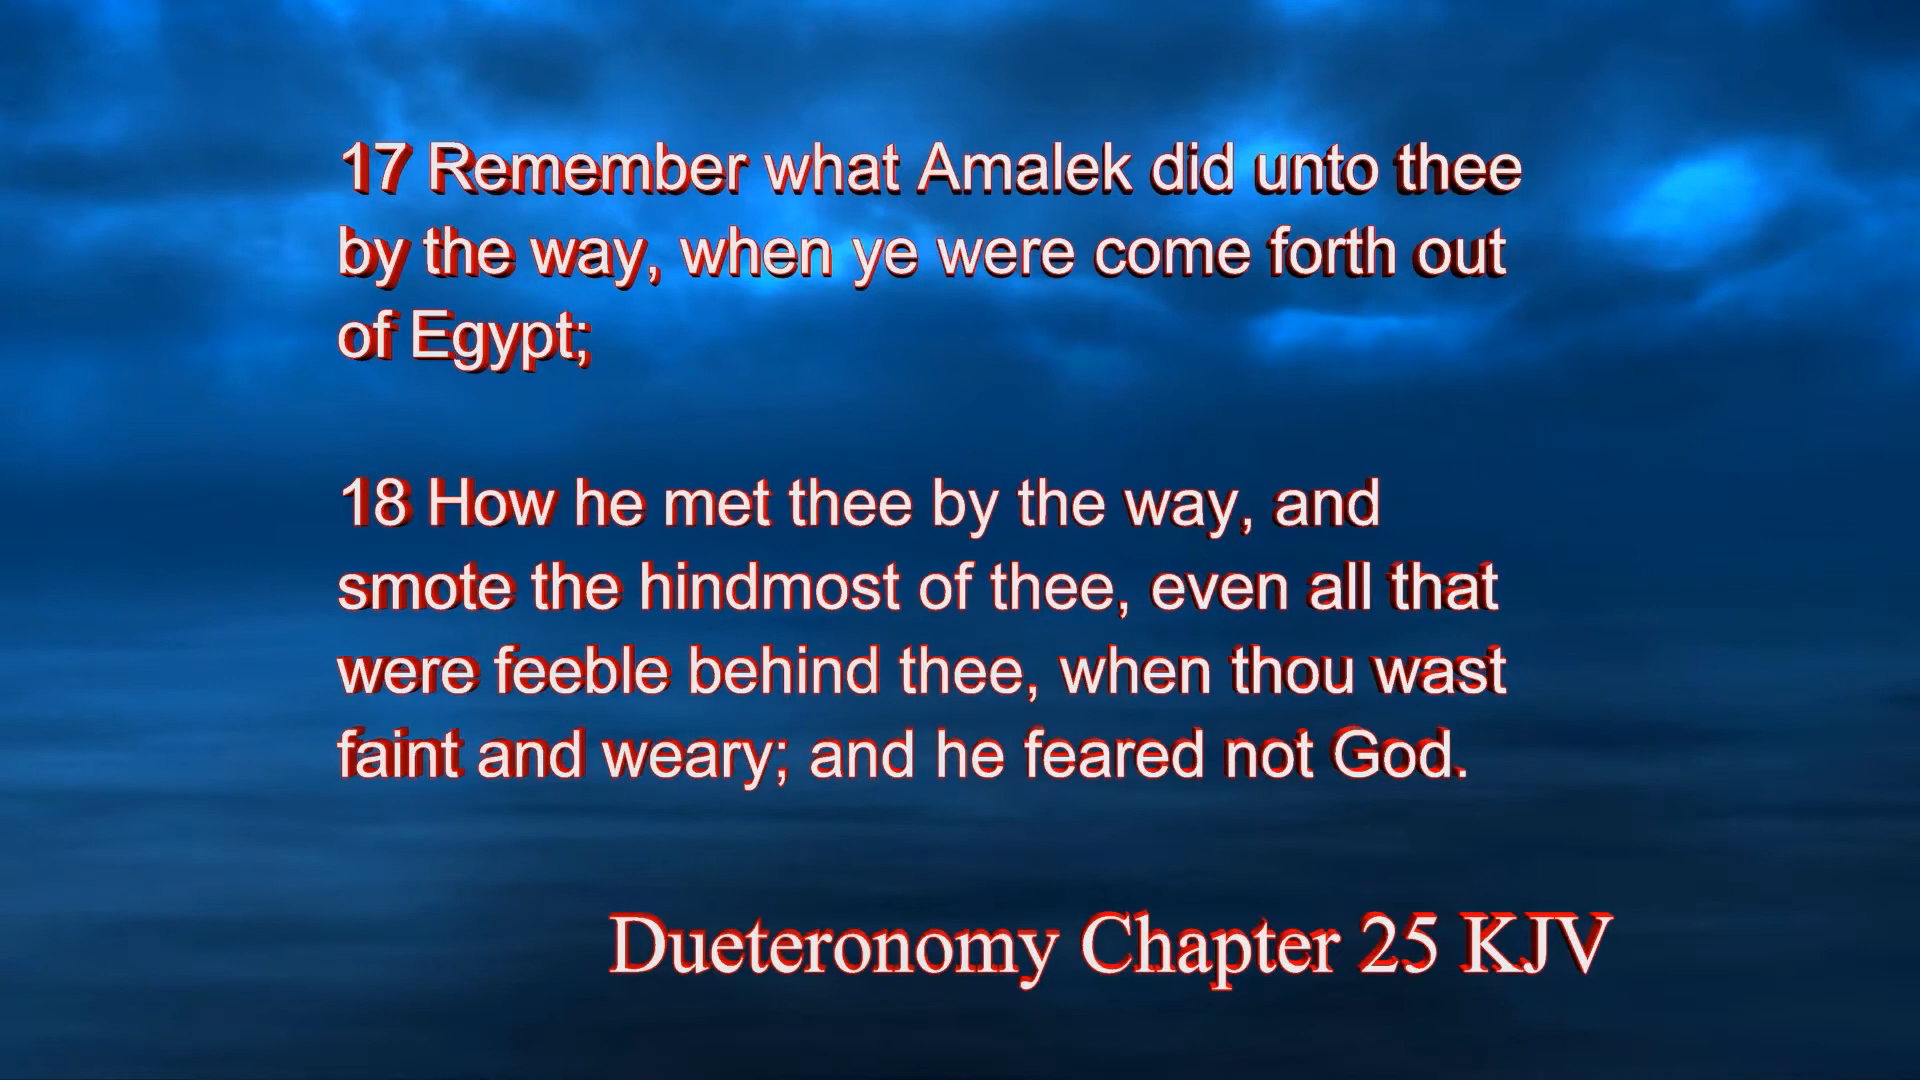 17 Remember what Amalek did unto thee
by the way, when ye were come forth out
of Egypt;
18 How he met thee by the way, and
smote the hindmost of thee, even all that
were feeble behind thee, when thou wast
faint and weary; and he feared not God.
Dueteronomy Chapter 25 KJV